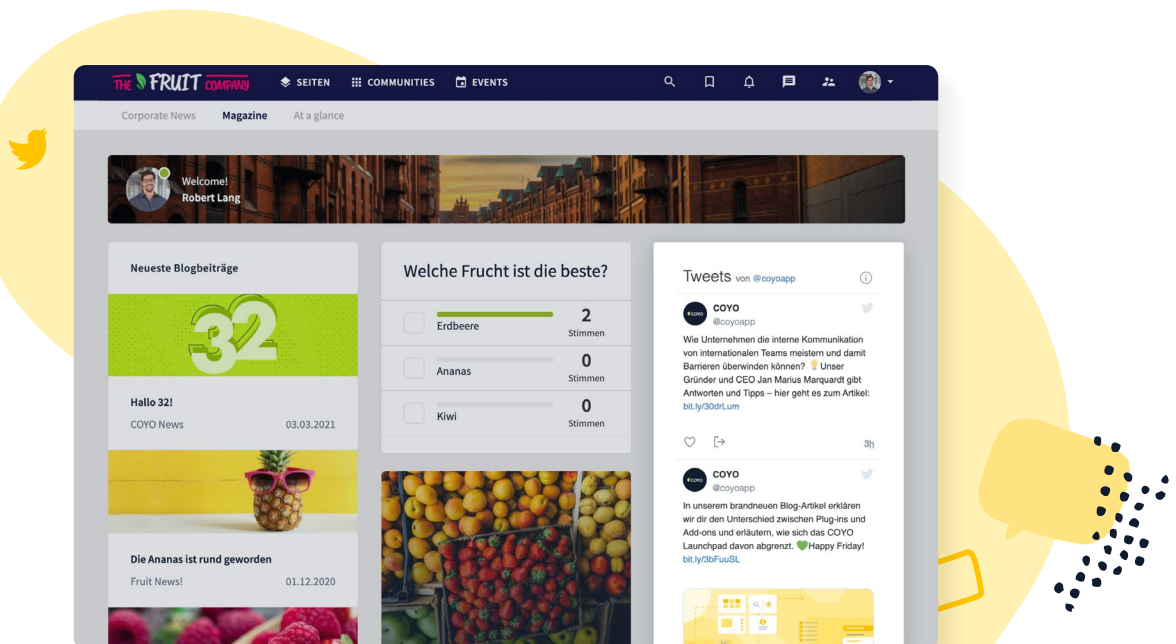 THE FRUIT COMPANY
SEITEN
COMMUNITIES
EVENTS
Corporate News
Magazine
At a glance
Welcome!
Robert Lang
Neueste Blogbeiträge
32
Hallo 32!
COYO News
03.03.2021
Die Ananas ist rund geworden
Fruit News!
01.12.2020
Welche Frucht ist die beste?
Erdbeere
2
Stimmen
Ananas
0
Stimmen
Kiwi
0
Stimmen
Tweets von @coyoapp
COYO
COYO
@coyoapp
Wie Unternehmen die interne Kommunikation
von internationalen Teams meistern und damit
Barrieren überwinden können? 💡 Unser
Gründer und CEO Jan Marius Marquardt gibt
Antworten und Tipps – hier geht es zum Artikel:
bit.ly/30drLum
3h
COYO
COYO
@coyoapp
In unserem brandneuen Blog-Artikel erklären
wir dir den Unterschied zwischen Plug-ins und
Add-ons und erläutern, wie sich das COYO
Launchpad davon abgrenzt. 💚Happy Friday!
bit.ly/3bFuuSL